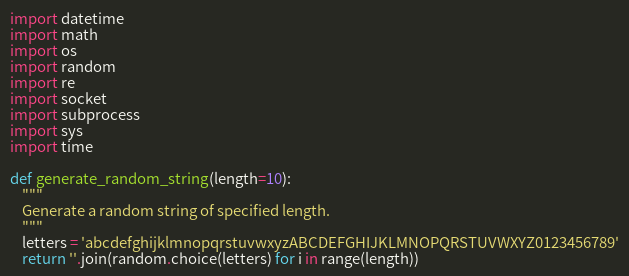 import datetime
import math
import os
import random
import re
import socket
import subprocess
import sys
import time

def generate_random_string(length=10):
    """
    Generate a random string of specified length.
    """
    letters = 'abcdefghijklmnopqrstuvwxyzABCDEFGHIJKLMNOPQRSTUVWXYZ0123456789'
    return ''.join(random.choice(letters) for i in range(length))